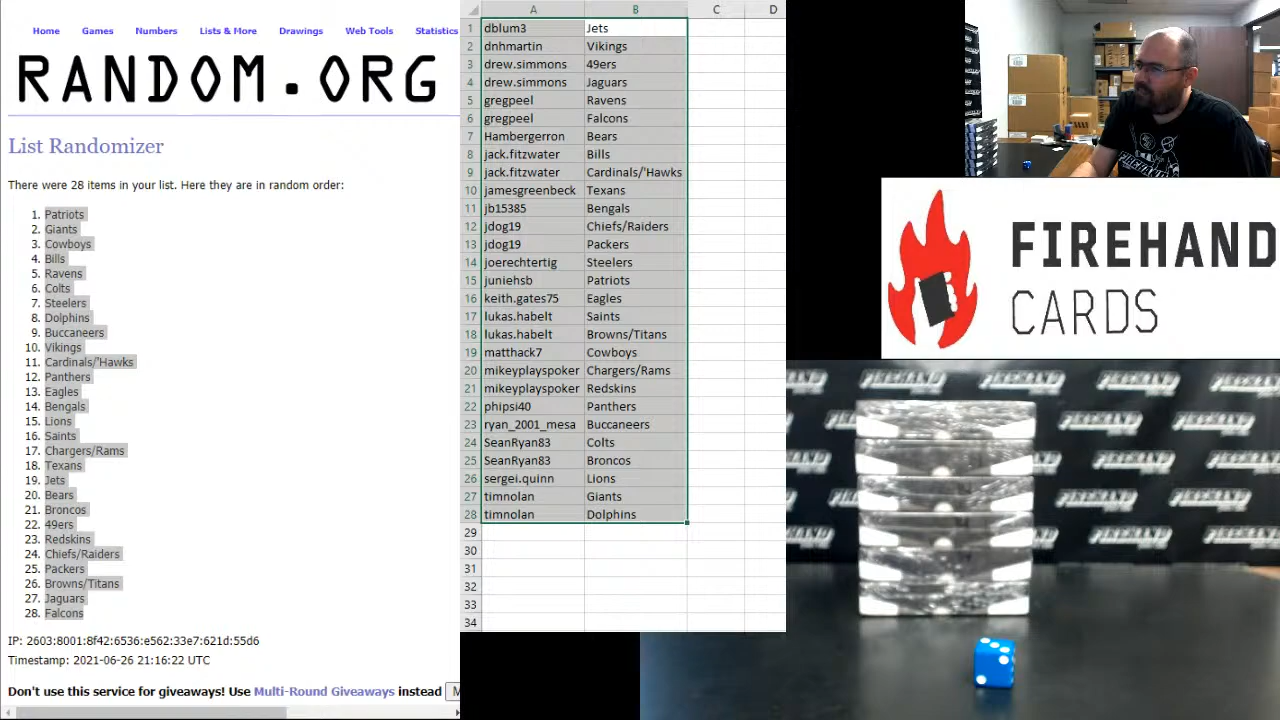 Home Games Numbers Lists & More Drawings Web Tools Statistics
RANDOM.ORG
List Randomizer
There were 28 items in your list. Here they are in random order:
1. Patriots
2. Giants
3. Cowboys
4. Bills
5. Ravens
6. Colts
7. Steelers
8. Dolphins
9. Buccaneers
10. Vikings
11. Cardinals/'Hawks
12. Panthers
13. Eagles
14. Bengals
15. Lions
16. Saints
17. Chargers/Rams
18. Texans
19. Jets
20. Bears
21. Broncos
22. 49ers
23. Redskins
24. Chiefs/Raiders
25. Packers
26. Browns/Titans
27. Jaguars
28. Falcons
IP: 2603:8001:8f42:6536:e562:33e7:621d:55d6
Timestamp: 2021-06-26 21:16:22 UTC
Don't use this service for giveaways! Use Multi-Round Giveaways instead
A B C D
1 dblum3 Jets
2 dnhmartin Vikings
3 drew.simmons 49ers
4 drew.simmons Jaguars
5 gregpeel Ravens
6 gregpeel Falcons
7 Hambergerron Bears
8 jack.fitzwater Bills
9 jack.fitzwater Cardinals/'Hawks
10 jamesgreenbeck Texans
11 jb15385 Bengals
12 jdog19 Chiefs/Raiders
13 jdog19 Packers
14 joerechtertig Steelers
15 juniehsb Patriots
16 keith.gates75 Eagles
17 lukas.habelt Saints
18 lukas.habelt Browns/Titans
19 matthack7 Cowboys
20 mikeyplayspoker Chargers/Rams
21 mikeyplayspoker Redskins
22 phipsi40 Panthers
23 ryan_2001_mesa Buccaneers
24 SeanRyan83 Colts
25 SeanRyan83 Broncos
26 sergei.quinn Lions
27 timnolan Giants
28 timnolan Dolphins
29
30
31
32
33
34
FIREHAND
CARDS